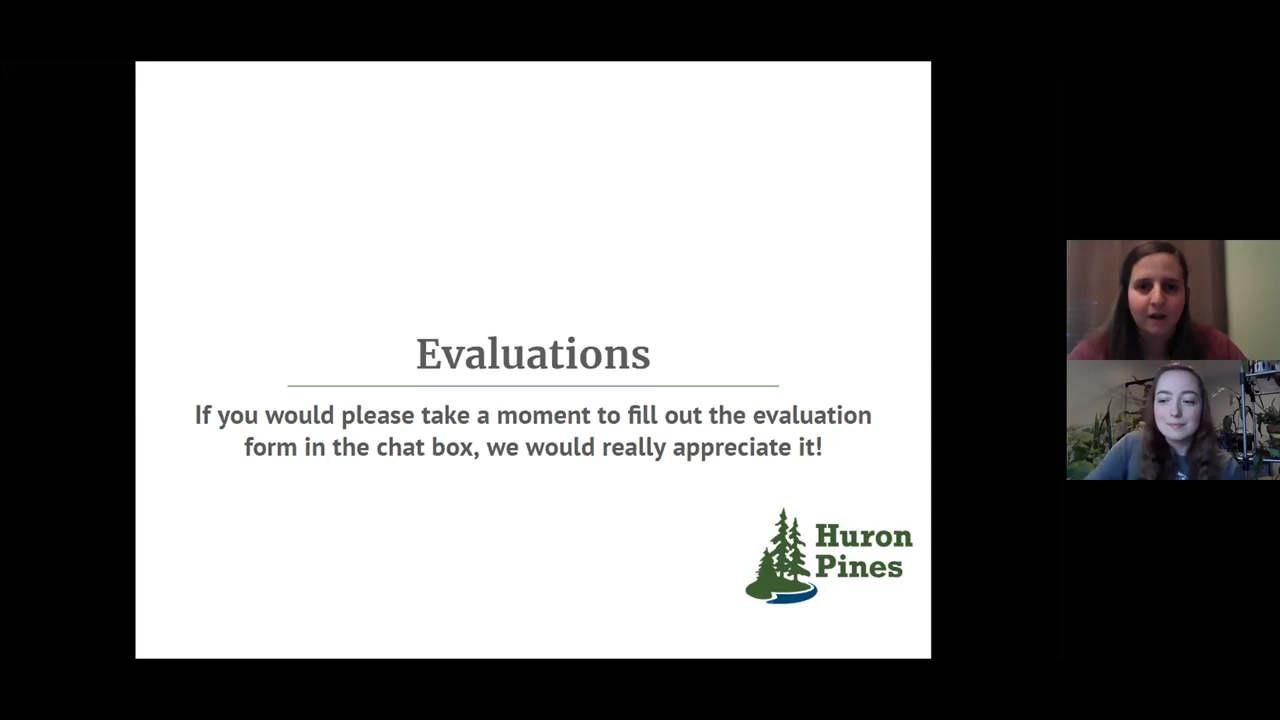 Evaluations
If you would please take a moment to fill out the evaluation
form in the chat box, we would really appreciate it!
Huron
Pines